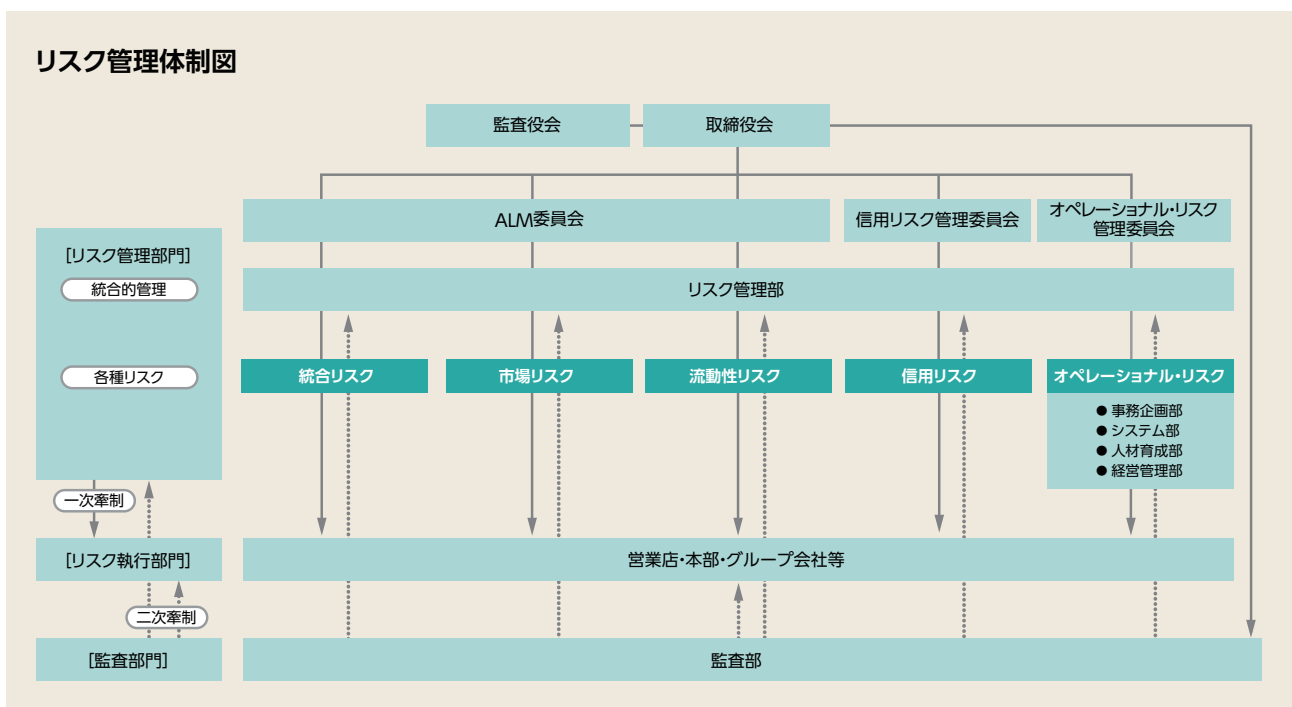 リスク管理体制図
監査役会
取締役会
ALM委員会
信用リスク管理委員会
オペレーショナル・リスク
管理委員会
[リスク管理部門]
統合的管理
リスク管理部
各種リスク
統合リスク
市場リスク
流動性リスク
信用リスク
オペレーショナル・リスク
● 事務企画部
● システム部
● 人材育成部
● 経営管理部
一次牽制
[リスク執行部門]
営業店・本部・グループ会社等
二次牽制
[監査部門]
監査部